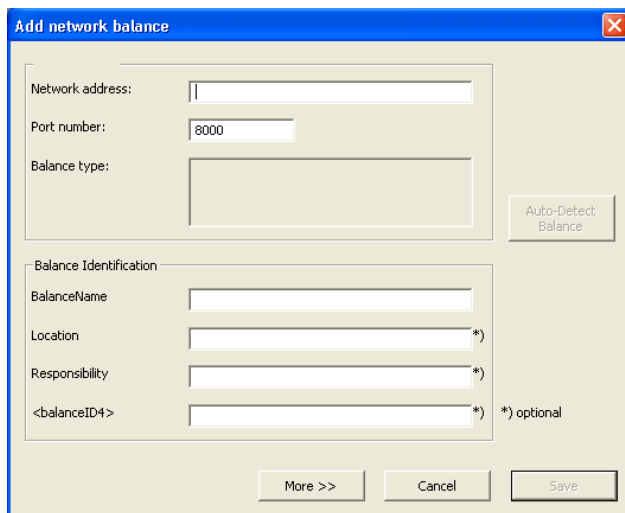 Add network balance
Network address:
Port number:
8000
Balance type:
Auto-Detect
Balance
Balance Identification
BalanceName
Location
*)
Responsibility
*)
<balanceID4>
*)
*) optional
More >>
Cancel
Save